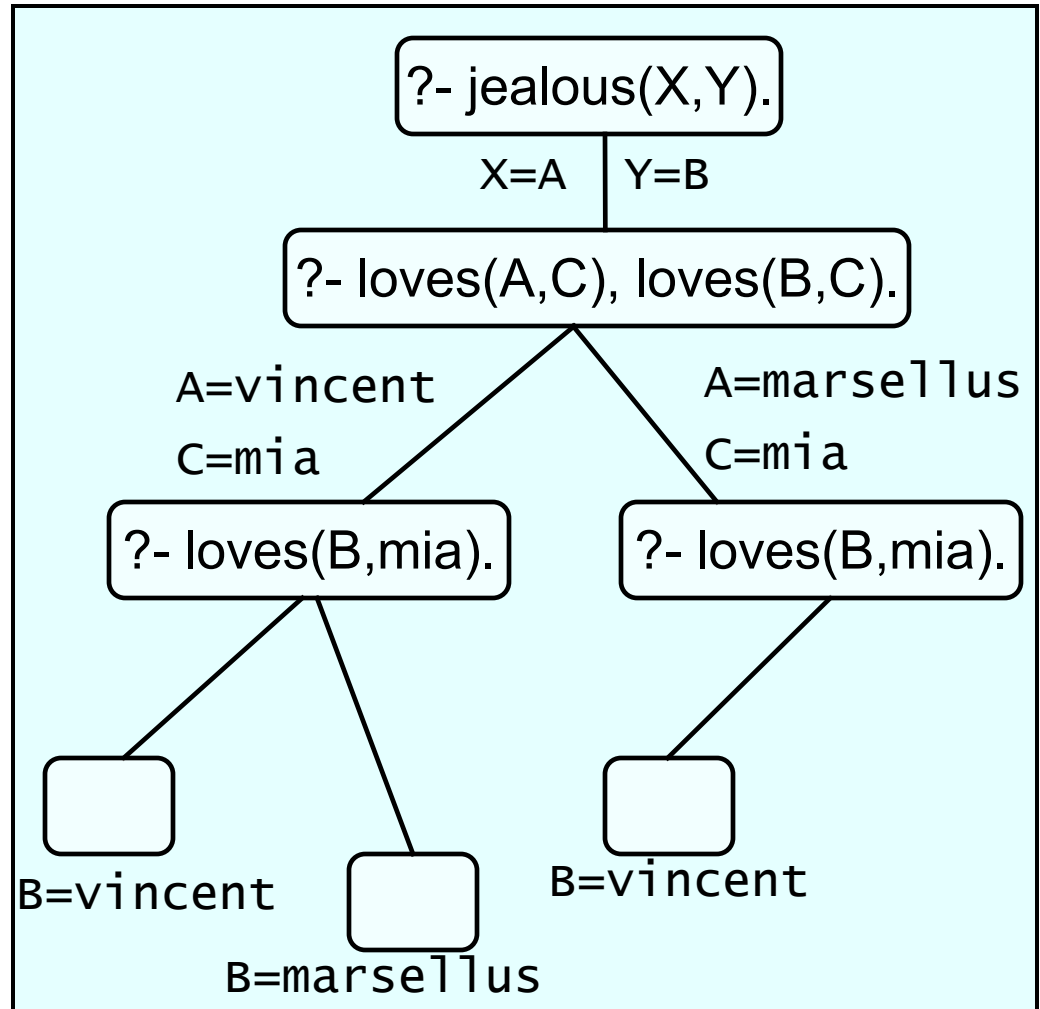 ?- jealous(X,Y).
X=A Y=B
?- loves(A,C), loves(B,C).
A=vincent
C=mia
A=marsellus
C=mia
?- loves(B,mia).
?- loves(B,mia).
B=vincent
B=marsellus
B=vincent